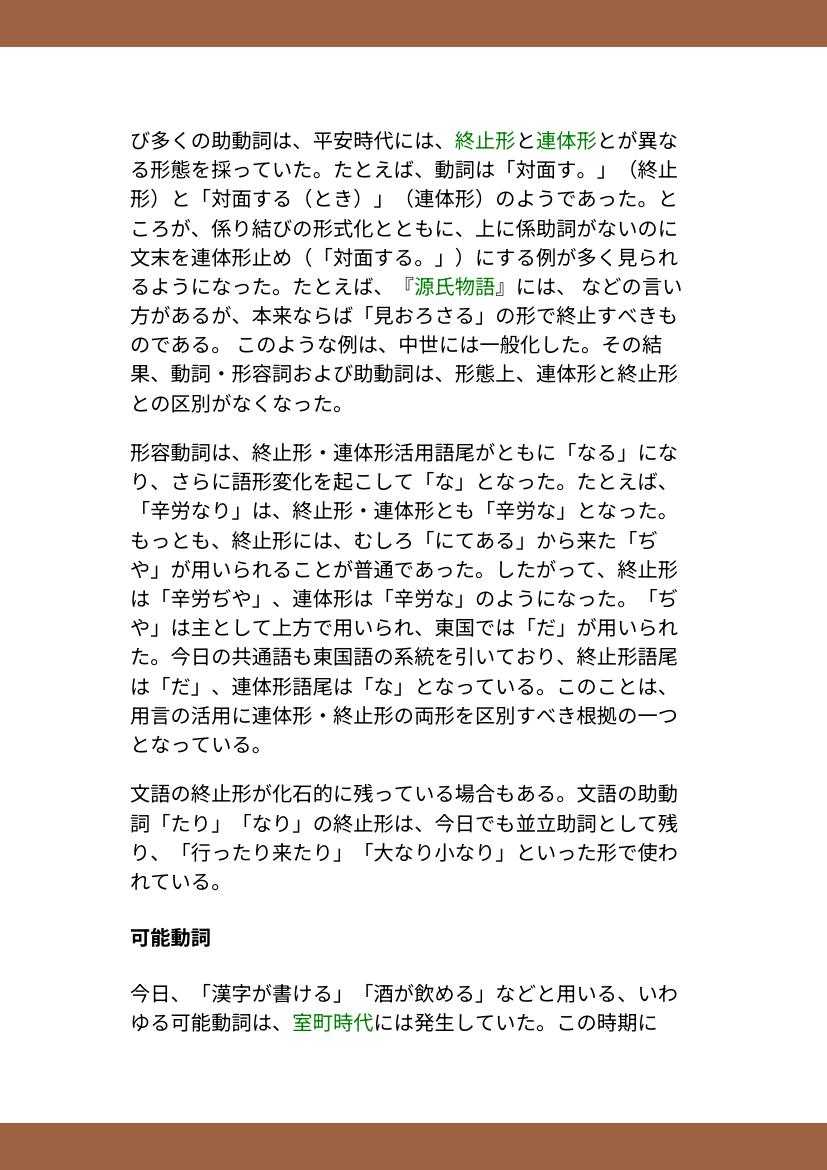 び多くの助動詞は、平安時代には、終止形と連体形とが異な
る形態を採っていた。たとえば、動詞は「対面す。」（終止
形）と「対面する（とき）」（連体形）のようであった。と
ころが、係り結びの形式化とともに、上に係助詞がないのに
文末を連体形止め（「対面する。」）にする例が多く見られ
るようになった。たとえば、『源氏物語』には、 などの言い
方があるが、本来ならば「見おろさる」の形で終止すべきも
のである。 このような例は、中世には一般化した。その結
果、動詞・形容詞および助動詞は、形態上、連体形と終止形
との区別がなくなった。
形容動詞は、終止形・連体形活用語尾がともに「なる」にな
り、さらに語形変化を起こして「な」となった。たとえば、
「辛労なり」は、終止形・連体形とも「辛労な」となった。
もっとも、終止形には、むしろ「にてある」から来た「ぢ
や」が用いられることが普通であった。したがって、終止形
は「辛労ぢや」、連体形は「辛労な」のようになった。「ぢ
や」は主として上方で用いられ、東国では「だ」が用いられ
た。今日の共通語も東国語の系統を引いており、終止形語尾
は「だ」、連体形語尾は「な」となっている。このことは、
用言の活用に連体形・終止形の両形を区別すべき根拠の一つ
となっている。
文語の終止形が化石的に残っている場合もある。文語の助動
詞「たり」「なり」の終止形は、今日でも並立助詞として残
り、「行ったり来たり」「大なり小なり」といった形で使わ
れている。
可能動詞
今日、「漢字が書ける」「酒が飲める」などと用いる、いわ
ゆる可能動詞は、室町時代には発生していた。この時期に